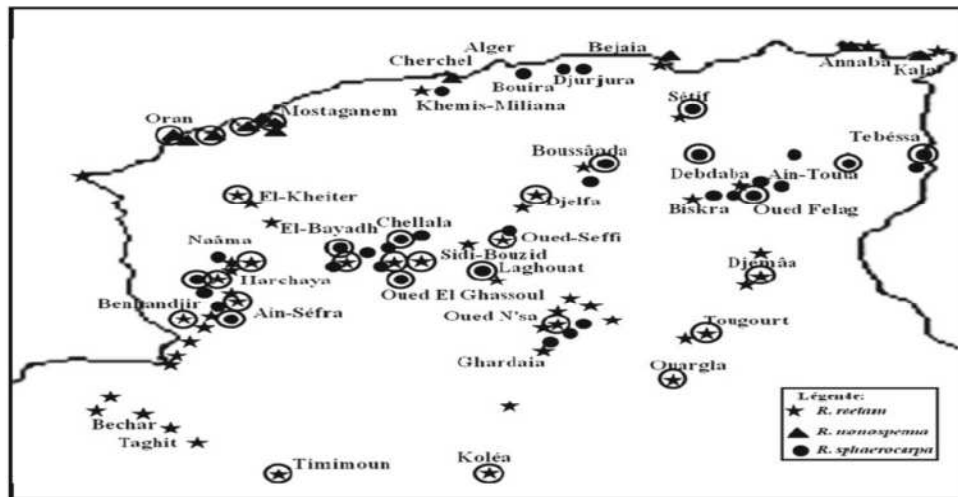 Alger
Bejaia
Annaba
Cherchel
Kala
Djurjura
Bouira
Khemis-Miliana
Sétif
Mostaganem
Oran
Tebéssa
Boussâada
Debdaba
Ain-Touta
El-Kheiter
Djelfa
Biskra
Oued Felag
Chellala
El-Bayadh
Oued-Seffi
Naâma
Sidi-Bouzid
Djemâa
Laghouat
Harchaya
Oued El Ghassoul
Benhandjir
Ain-Séfra
Oued N'sa
Tougourt
Ghardaia
Ouargla
Légende:
R. reetam
R. monosperma
R. sphaerocarpa
Bechar
Taghit
Timimoun
Koléa